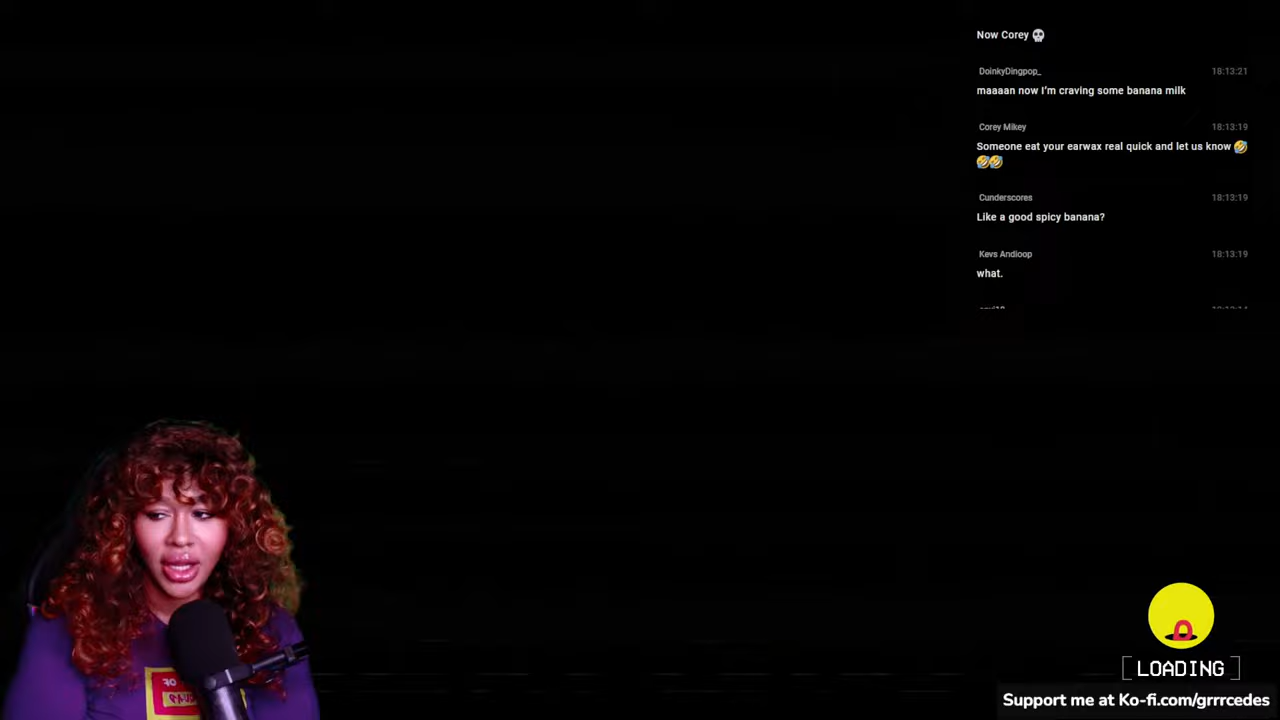 Now Corey 💀
DoinkyDingpop_ 18:13:21
maaaan now I'm craving some banana milk
Corey Mikey 18:13:19
Someone eat your earwax real quick and let us know 🤣
🤣🤣
Cunderscores 18:13:19
Like a good spicy banana?
Kevs Andloop 18:13:19
what.
[LOADING]
Support me at Ko-fi.com/grrrcedes
OF